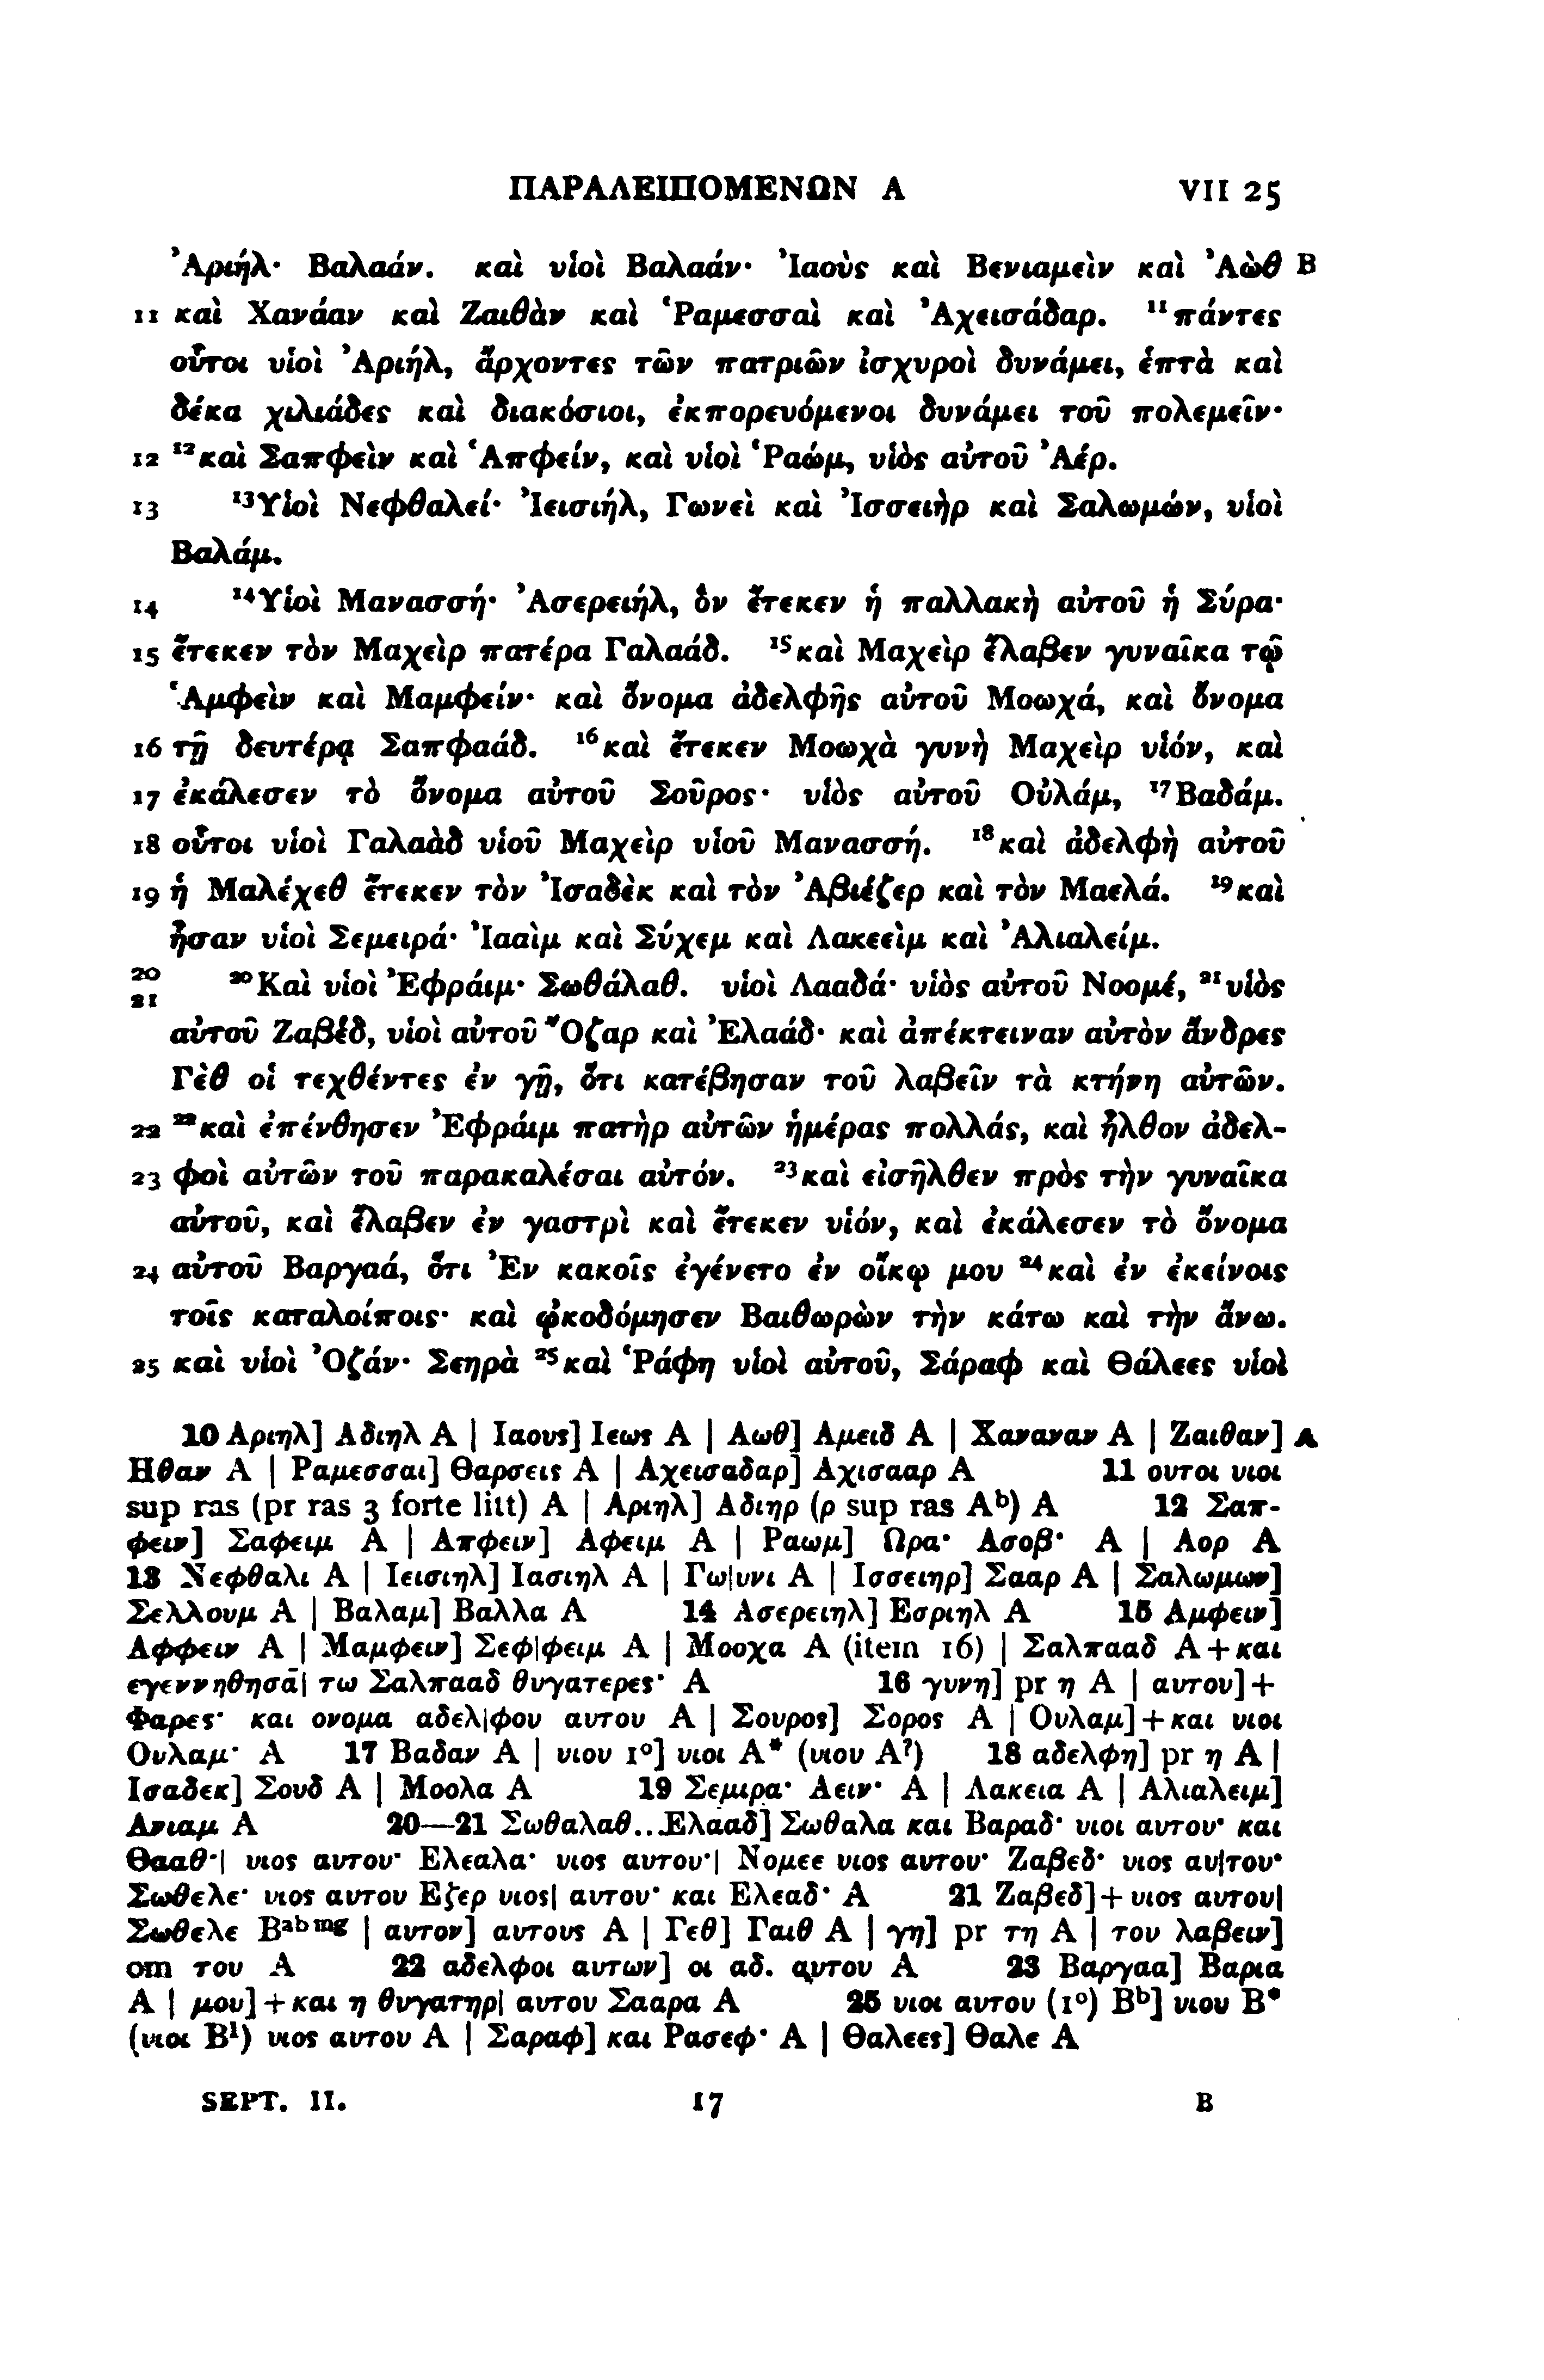 ΠΑΡΑΛΕΙΠΟΜΕΝΩΝ Α VII 25
Ἀριήλ· Βαλαάν. καὶ υἱοὶ Βαλαάν· Ἰαοὺς καὶ Βενιαμεὶν καὶ Ἀὼθ B
11 καὶ Χανάαν καὶ Ζαιθὰν καὶ Ῥαμεσσαὶ καὶ Ἀχεισάδαρ. ¹¹πάντες
οὗτοι υἱοὶ Ἀριήλ, ἄρχοντες τῶν πατριῶν ἰσχυροὶ δυνάμει, ἑπτὰ καὶ
δέκα χιλιάδες καὶ διακόσιοι, ἐκπορευόμενοι δυνάμει τοῦ πολεμεῖν·
12 ¹²καὶ Σαπφεὶν καὶ Ἁπφείν, καὶ υἱοὶ Ῥαώμ, υἱὸς αὐτοῦ Ἀέρ.
13 ¹³Υἱοὶ Νεφθαλεί· Ἰεισιήλ, Γωνεὶ καὶ Ἰσσειὴρ καὶ Σαλωμών, υἱοὶ
Βαλάμ.
14 ¹⁴Υἱοὶ Μανασσή· Ἀσερειήλ, ὃν ἔτεκεν ἡ παλλακὴ αὐτοῦ ἡ Σύρα·
15 ἔτεκεν τὸν Μαχεὶρ πατέρα Γαλαάδ. ¹⁵καὶ Μαχεὶρ ἔλαβεν γυναῖκα τῷ
Ἁμφεὶν καὶ Μαμφείν· καὶ ὄνομα ἀδελφῆς αὐτοῦ Μοωχά, καὶ ὄνομα
16 τῇ δευτέρᾳ Σαπφαάδ. ¹⁶καὶ ἔτεκεν Μοωχὰ γυνὴ Μαχεὶρ υἱόν, καὶ
17 ἐκάλεσεν τὸ ὄνομα αὐτοῦ Σοῦρος· υἱὸς αὐτοῦ Οὐλάμ, ¹⁷Βαδάμ.
18 οὗτοι υἱοὶ Γαλαὰδ υἱοῦ Μαχεὶρ υἱοῦ Μανασσή. ¹⁸καὶ ἀδελφὴ αὐτοῦ
19 ἡ Μαλέχεθ ἔτεκεν τὸν Ἰσαδὲκ καὶ τὸν Ἀβιέζερ καὶ τὸν Μαελά. ¹⁹καὶ
ἦσαν υἱοὶ Σεμειρά· Ἰααὶμ καὶ Σύχεμ καὶ Λακεεὶμ καὶ Ἀλιαλείμ.
20 ²⁰Καὶ υἱοὶ Ἐφράιμ· Σωθάλαθ. υἱοὶ Λααδά· υἱὸς αὐτοῦ Νοομέ, ²¹υἱὸς
21 αὐτοῦ Ζαβέδ, υἱοὶ αὐτοῦ Ὄζαρ καὶ Ἐλαάδ· καὶ ἀπέκτειναν αὐτὸν ἄνδρες
Γὲθ οἱ τεχθέντες ἐν γῇ, ὅτι κατέβησαν τοῦ λαβεῖν τὰ κτήνη αὐτῶν.
22 ²²καὶ ἐπένθησεν Ἐφράιμ πατὴρ αὐτῶν ἡμέρας πολλάς, καὶ ἦλθον ἀδελ-
23 φοὶ αὐτῶν τοῦ παρακαλέσαι αὐτόν. ²³καὶ εἰσῆλθεν πρὸς τὴν γυναῖκα
αὐτοῦ, καὶ ἔλαβεν ἐν γαστρὶ καὶ ἔτεκεν υἱόν, καὶ ἐκάλεσεν τὸ ὄνομα
24 αὐτοῦ Βαργαά, ὅτι Ἐν κακοῖς ἐγένετο ἐν οἴκῳ μου ²⁴καὶ ἐν ἐκείνοις
τοῖς καταλοίποις· καὶ ᾠκοδόμησεν Βαιθωρὼν τὴν κάτω καὶ τὴν ἄνω.
25 καὶ υἱοὶ Ὀζάν· Σεηρὰ ²⁵καὶ Ῥάφη υἱοὶ αὐτοῦ, Σάραφ καὶ Θάλεες υἱοὶ
10 Αριηλ] Αδιηλ A | Ιαους] Ιεως A | Αωθ] Αμειδ A | Χαναναν A | Ζαιθαν] A
Ηθαν A | Ραμεσσαι] Θαρσεις A | Αχεισαδαρ] Αχισααρ A 11 ουτοι υιοι
sup ras (pr ras 3 forte litt) A | Αριηλ] Αδιηρ (ρ sup ras Aᵇ) A 12 Σαπ-
φειν] Σαφειμ A | Απφειν] Αφειμ A | Ραωμ] Ωρα· Ασοβ· A | Αορ A
13 Νεφθαλι A | Ιεισιηλ] Ιασιηλ A | Γω|υνι A | Ισσειηρ] Σααρ A | Σαλωμων]
Σελλουμ A | Βαλαμ] Βαλλα A 14 Ασερειηλ] Εσριηλ A 15 Αμφειν]
Αφφειν A | Μαμφειν] Σεφ|φειμ A | Μοοχα A (item 16) | Σαλπααδ A + και
εγεννηθησᾱ| τω Σαλπααδ θυγατερες· A 16 γυνη] pr η A | αυτου] +
Φαρες· και ονομα αδελ|φου αυτου A | Σουρος] Σορος A | Ουλαμ] + και υιοι
Ουλαμ· A 17 Βαδαν A | υιου 1°] υιοι A* (υιου A?) 18 αδελφη] pr η A |
Ισαδεκ] Σουδ A | Μοολα A 19 Σεμιρα· Αειν· A | Λακεια A | Αλιαλειμ]
Ανιαμ A 20—21 Σωθαλαθ..Ελααδ] Σωθαλα και Βαραδ· υιοι αυτου· και
Θααθ·| υιος αυτου· Ελεαλα· υιος αυτου·| Νομεε υιος αυτου· Ζαβεδ· υιος αυ|του·
Σωθελε· υιος αυτου Εζερ υιος| αυτου· και Ελεαδ· A 21 Ζαβεδ] + υιος αυτου|
Σωθελε Bᵃᵇᵐᵍ | αυτον] αυτους A | Γεθ] Γαιθ A | γη] pr τη A | του λαβειν]
om του A 22 αδελφοι αυτων] οι αδ. αυτου A 23 Βαργαα] Βαρια
A | μου] + και η θυγατηρ| αυτου Σααρα A 25 υιοι αυτου (1°) Bᵇ] υιου B*
(υιοι B¹) υιος αυτου A | Σαραφ] και Ρασεφ· A | Θαλεες] Θαλε A
SEPT. II. 17 B